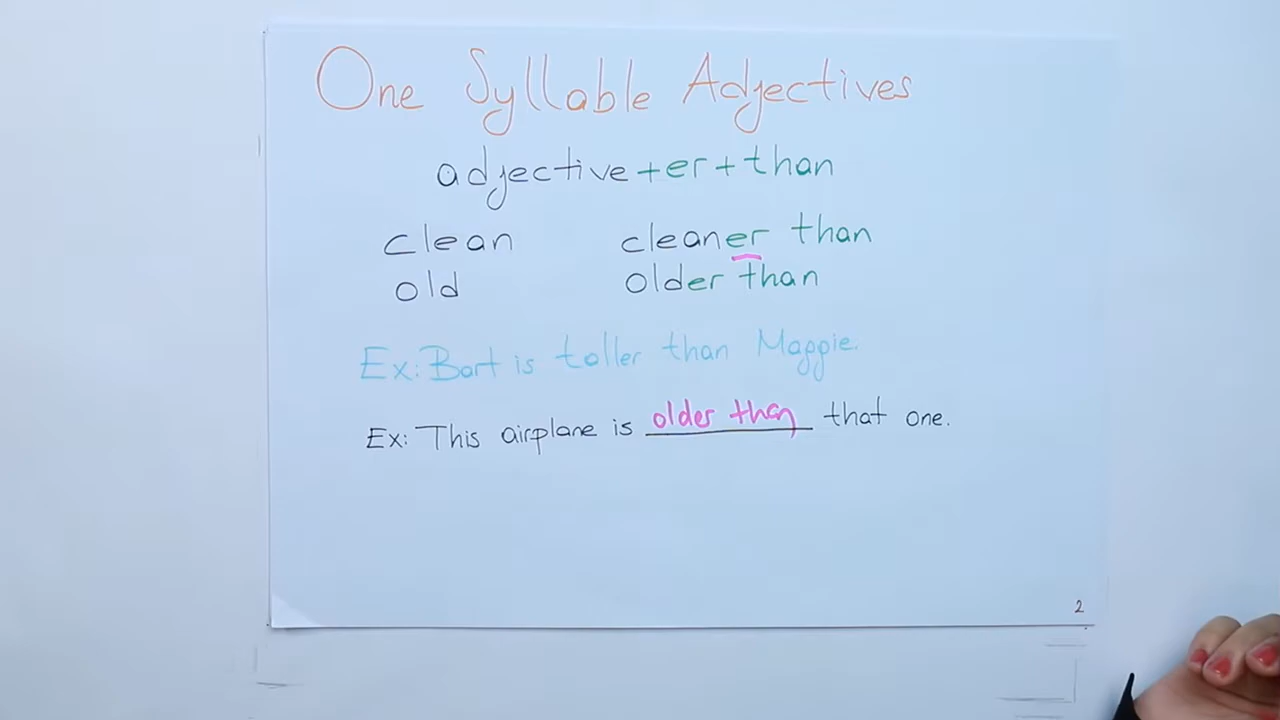 One Syllable Adjectives
adjective+er+than
clean cleaner than
old older than
Ex: Bart is taller than Maggie.
Ex: This airplane is older than that one.
2